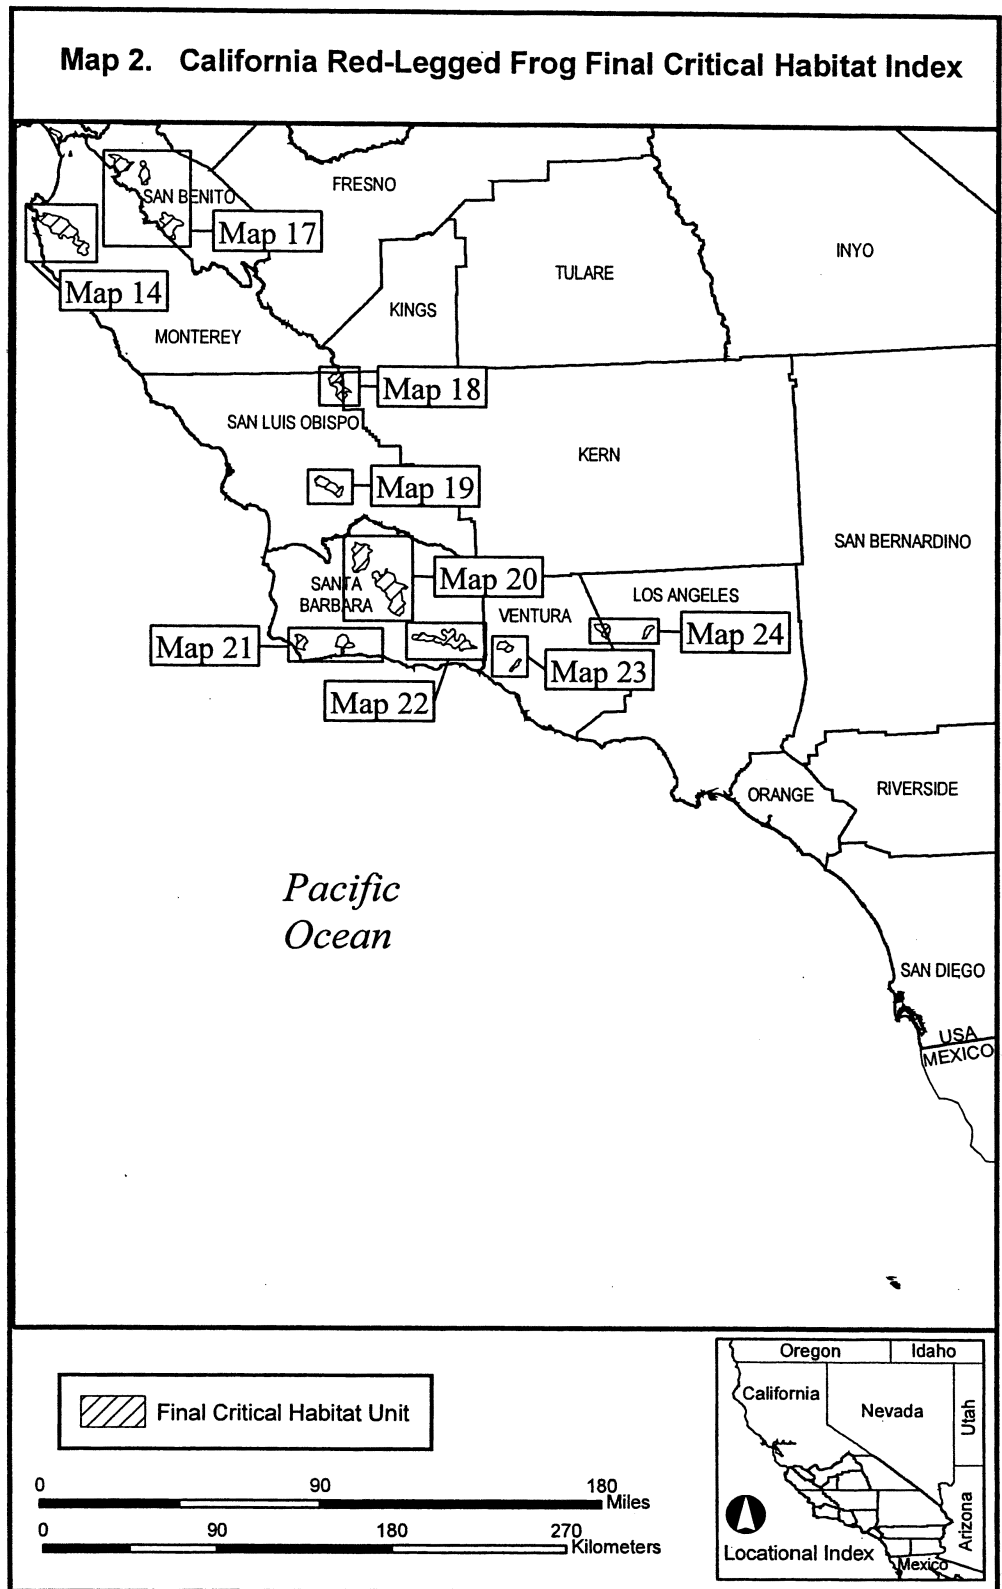 Map 2. California Red-Legged Frog Final Critical Habitat Index
FRESNO
SAN BENITO
Map 17
INYO
TULARE
Map 14
KINGS
MONTEREY
Map 18
SAN LUIS OBISPO
KERN
Map 19
SAN BERNARDINO
Map 20
SANTA
BARBARA
LOS ANGELES
VENTURA
Map 24
Map 21
Map 23
Map 22
ORANGE
RIVERSIDE
Pacific
Ocean
SAN DIEGO
USA
MEXICO
Final Critical Habitat Unit
0 90 180
Miles
0 90 180 270
Kilometers
Oregon
Idaho
California
Nevada
Utah
Arizona
Locational Index
Mexico